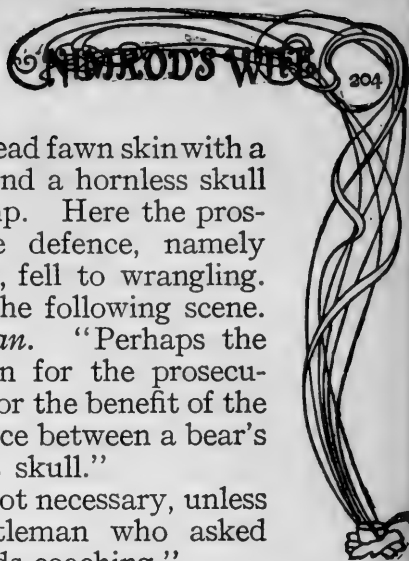 NIMROD'S WIFE
204
ead fawn skin with a
nd a hornless skull
p. Here the pros-
e defence, namely
, fell to wrangling.
he following scene.
an. "Perhaps the
n for the prosecu-
or the benefit of the
ce between a bear's
skull."
ot necessary, unless
tleman who asked
ds coaching."